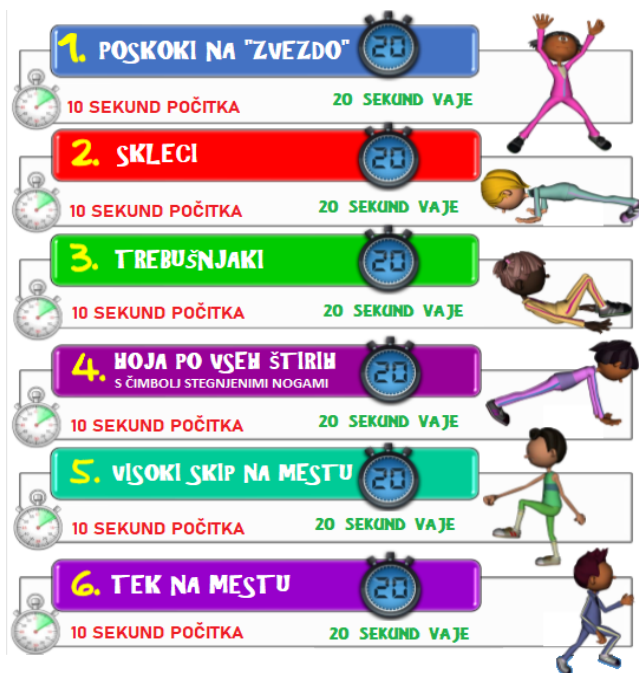 1. POSKOKI NA "ZVEZDO" 20
10 SEKUND POČITKA 20 SEKUND VAJE
2. SKLECI 20
10 SEKUND POČITKA 20 SEKUND VAJE
3. TREBUŠNJAKI 20
10 SEKUND POČITKA 20 SEKUND VAJE
4. HOJA PO VSEH ŠTIRIH 20
S ČIMBOLJ STEGNJENIMI NOGAMI
10 SEKUND POČITKA 20 SEKUND VAJE
5. VISOKI SKIP NA MESTU 20
10 SEKUND POČITKA 20 SEKUND VAJE
6. TEK NA MESTU 20
10 SEKUND POČITKA 20 SEKUND VAJE